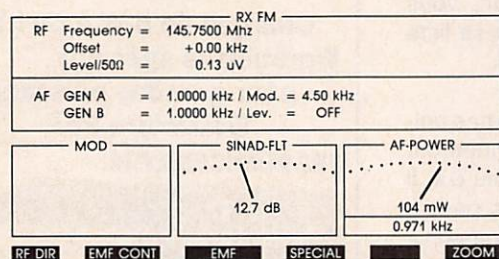 RX FM
RF Frequency = 145.7500 Mhz
Offset = +0.00 kHz
Level/50Ω = 0.13 uV
AF GEN A = 1.0000 kHz / Mod. = 4.50 kHz
GEN B = 1.0000 kHz / Lev. = OFF
MOD SINAD-FLT AF-POWER
12.7 dB 104 mW
0.971 kHz
RF DIR EMF CONT EMF SPECIAL ZOOM